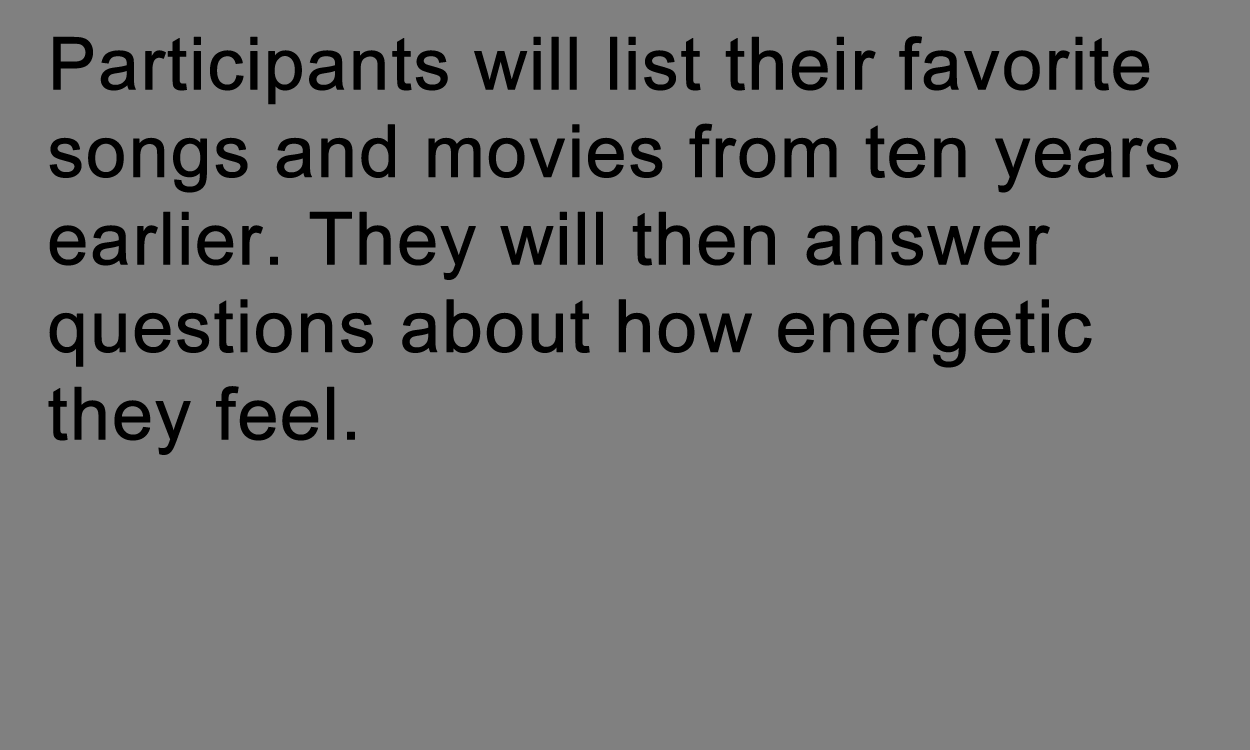 Participants will list their favorite
songs and movies from ten years
earlier. They will then answer
questions about how energetic
they feel.